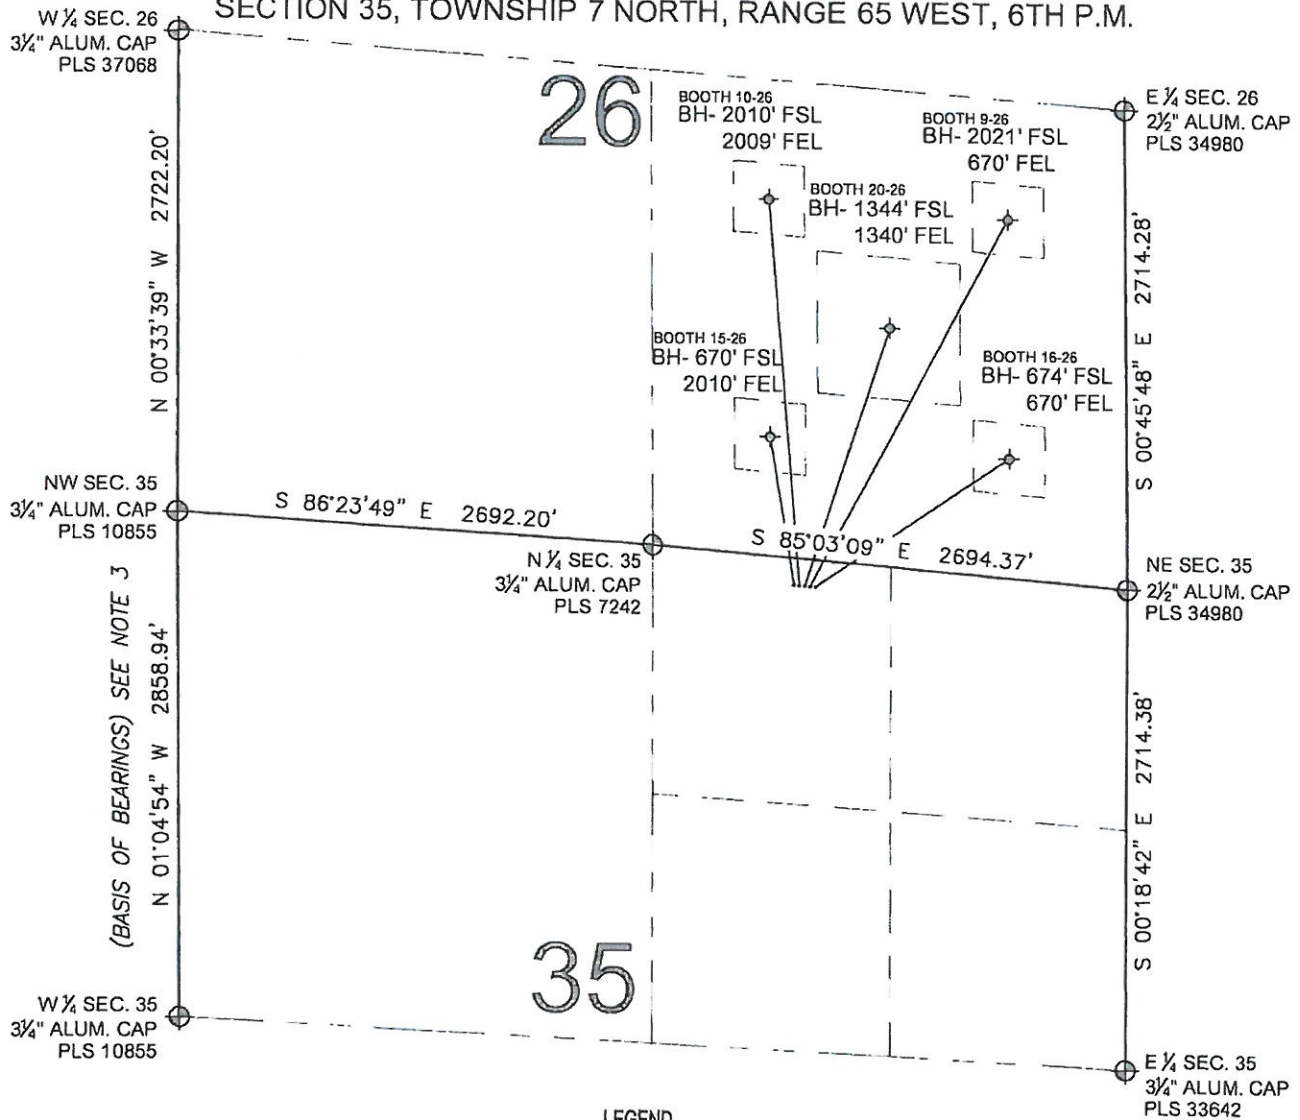 SECTION 35, TOWNSHIP 7 NORTH, RANGE 65 WEST, 6TH P.M.
W ¼ SEC. 26
3¼" ALUM. CAP
PLS 37068
26
BOOTH 10-26
BH- 2010' FSL
2009' FEL
BOOTH 9-26
BH- 2021' FSL
670' FEL
E ¼ SEC. 26
2½" ALUM. CAP
PLS 34980
BOOTH 20-26
BH- 1344' FSL
1340' FEL
N 00°33'39" W 2722.20'
S 00°45'48" E 2714.28'
BOOTH 15-26
BH- 670' FSL
2010' FEL
BOOTH 16-26
BH- 674' FSL
670' FEL
NW SEC. 35
3¼" ALUM. CAP
PLS 10855
S 86°23'49" E 2692.20'
S 85°03'09" E 2694.37'
N ¼ SEC. 35
3¼" ALUM. CAP
PLS 7242
NE SEC. 35
2½" ALUM. CAP
PLS 34980
(BASIS OF BEARINGS) SEE NOTE 3
N 01°04'54" W 2858.94'
S 00°18'42" E 2714.38'
35
W ¼ SEC. 35
3¼" ALUM. CAP
PLS 10855
E ¼ SEC. 35
3¼" ALUM. CAP
PLS 33642
LEGEND